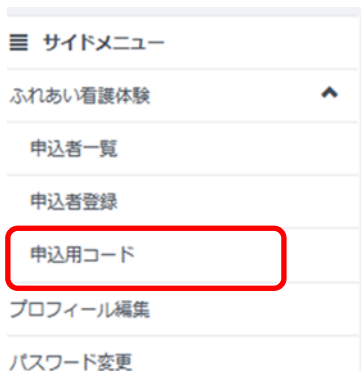 サイドメニュー
ふれあい看護体験
申込者一覧
申込者登録
申込用コード
プロフィール編集
パスワード変更